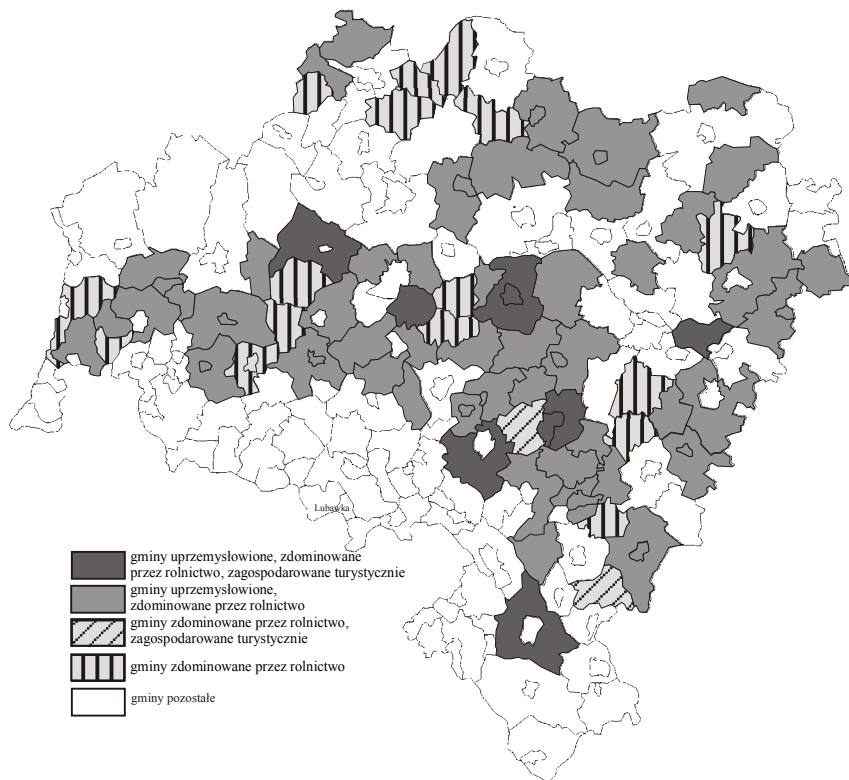 Lubawka
gminy uprzemysłowione, zdominowane
przez rolnictwo, zagospodarowane turystycznie
gminy uprzemysłowione,
zdominowane przez rolnictwo
gminy zdominowane przez rolnictwo,
zagospodarowane turystycznie
gminy zdominowane przez rolnictwo
gminy pozostałe